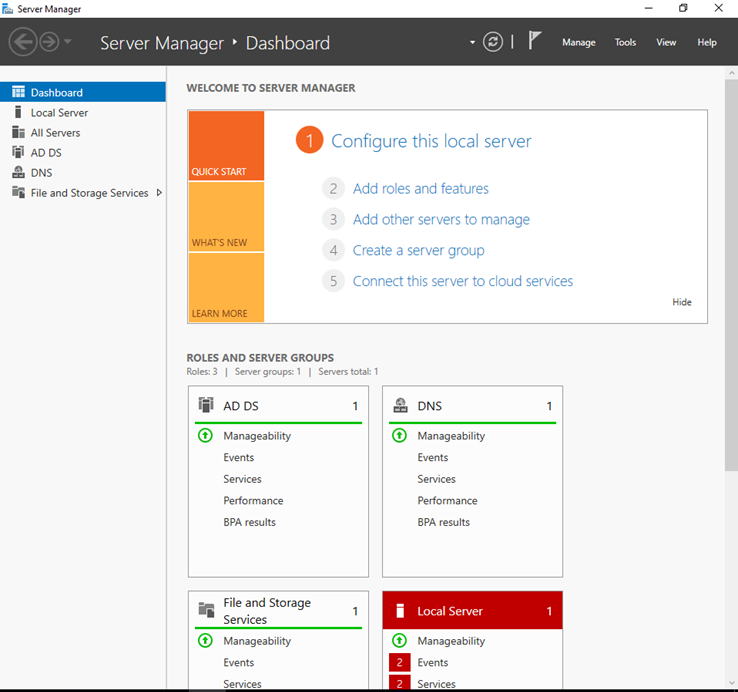 Server Manager
Server Manager ‣ Dashboard
Manage Tools View Help
Dashboard
Local Server
All Servers
AD DS
DNS
File and Storage Services
WELCOME TO SERVER MANAGER
QUICK START
WHAT'S NEW
LEARN MORE
1 Configure this local server
2 Add roles and features
3 Add other servers to manage
4 Create a server group
5 Connect this server to cloud services
Hide
ROLES AND SERVER GROUPS
Roles: 3 | Server groups: 1 | Servers total: 1
AD DS 1
Manageability
Events
Services
Performance
BPA results
DNS 1
Manageability
Events
Services
Performance
BPA results
File and Storage
Services 1
Manageability
Events
Services
Local Server 1
Manageability
2 Events
2 Services